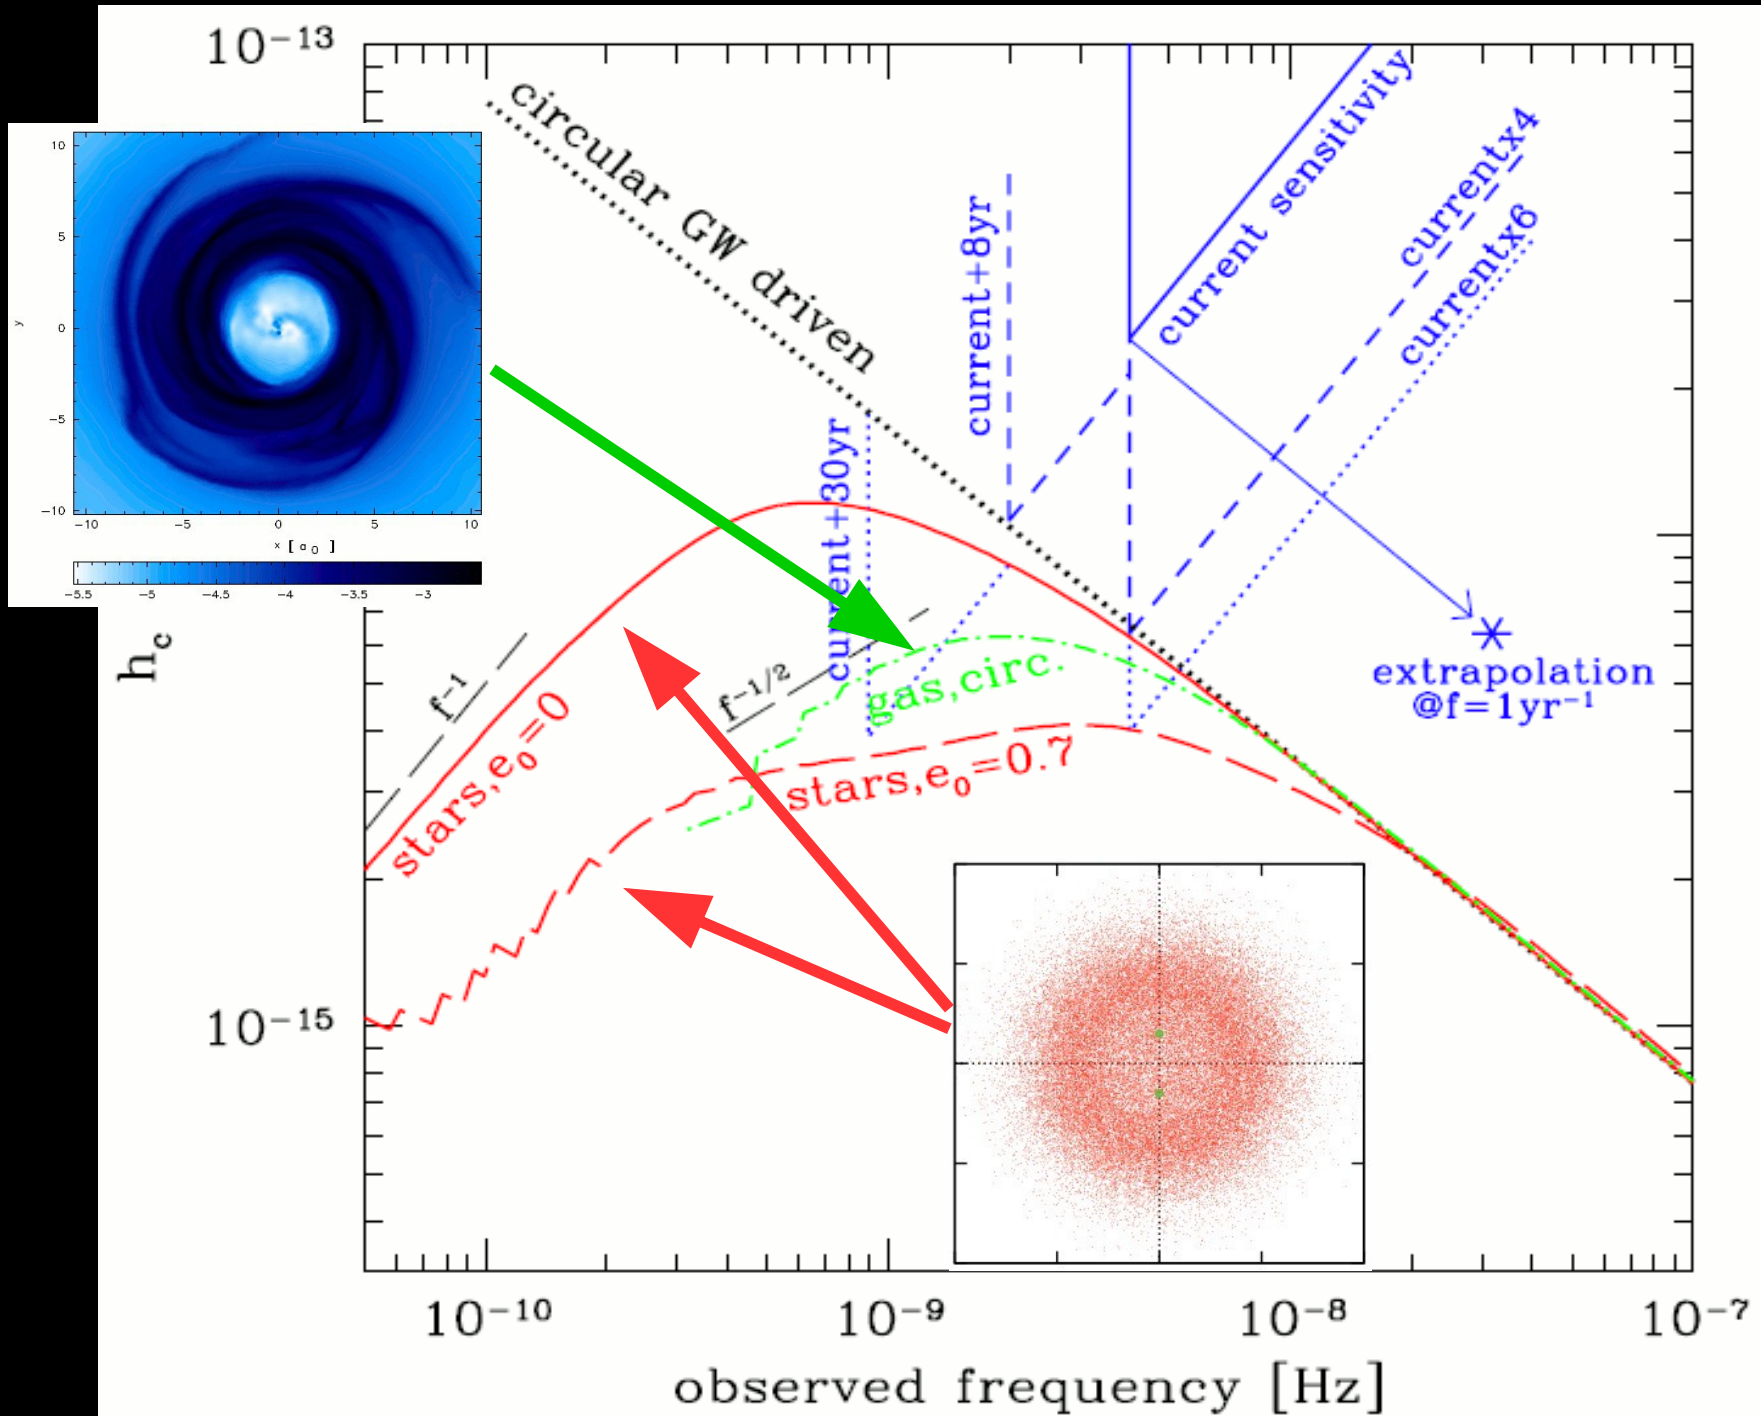 10⁻¹³
10⁻¹⁵
h_c
10
5
0
-5
-10
y
-10
-5
0
5
10
x [ a₀ ]
-5.5
-5
-4.5
-4
-3.5
-3
circular GW driven
current+8yr
current+30yr
current sensitivity
currentx4
currentx6
f⁻¹
f⁻¹/²
stars,e₀=0
gas,circ.
stars,e₀=0.7
extrapolation
@f=1yr⁻¹
10⁻¹⁰
10⁻⁹
10⁻⁸
10⁻⁷
observed frequency [Hz]